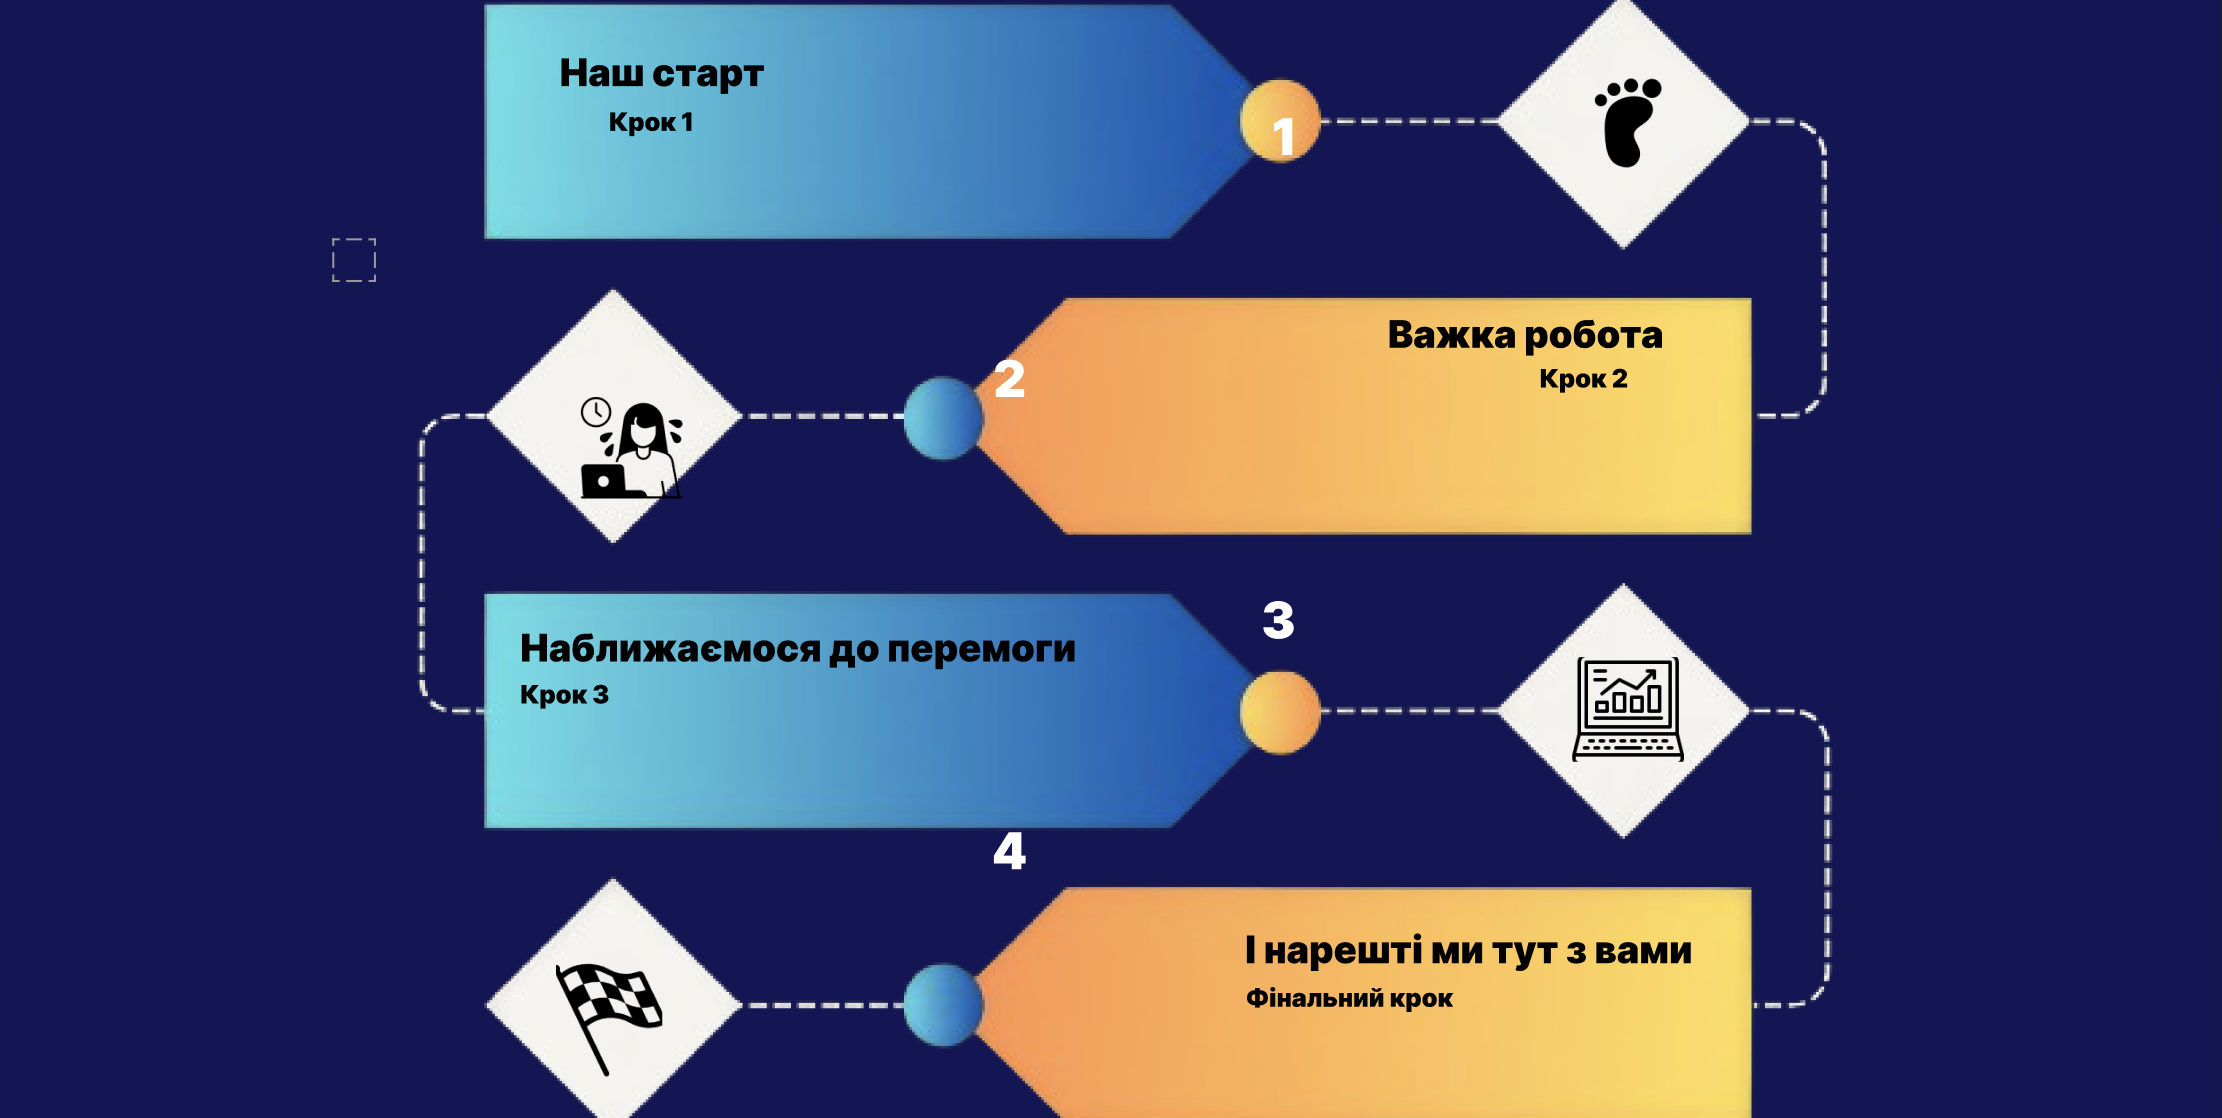 Наш старт
Крок 1
1
Важка робота
Крок 2
2
Наближаємося до перемоги
Крок 3
3
4
І нарешті ми тут з вами
Фінальний крок